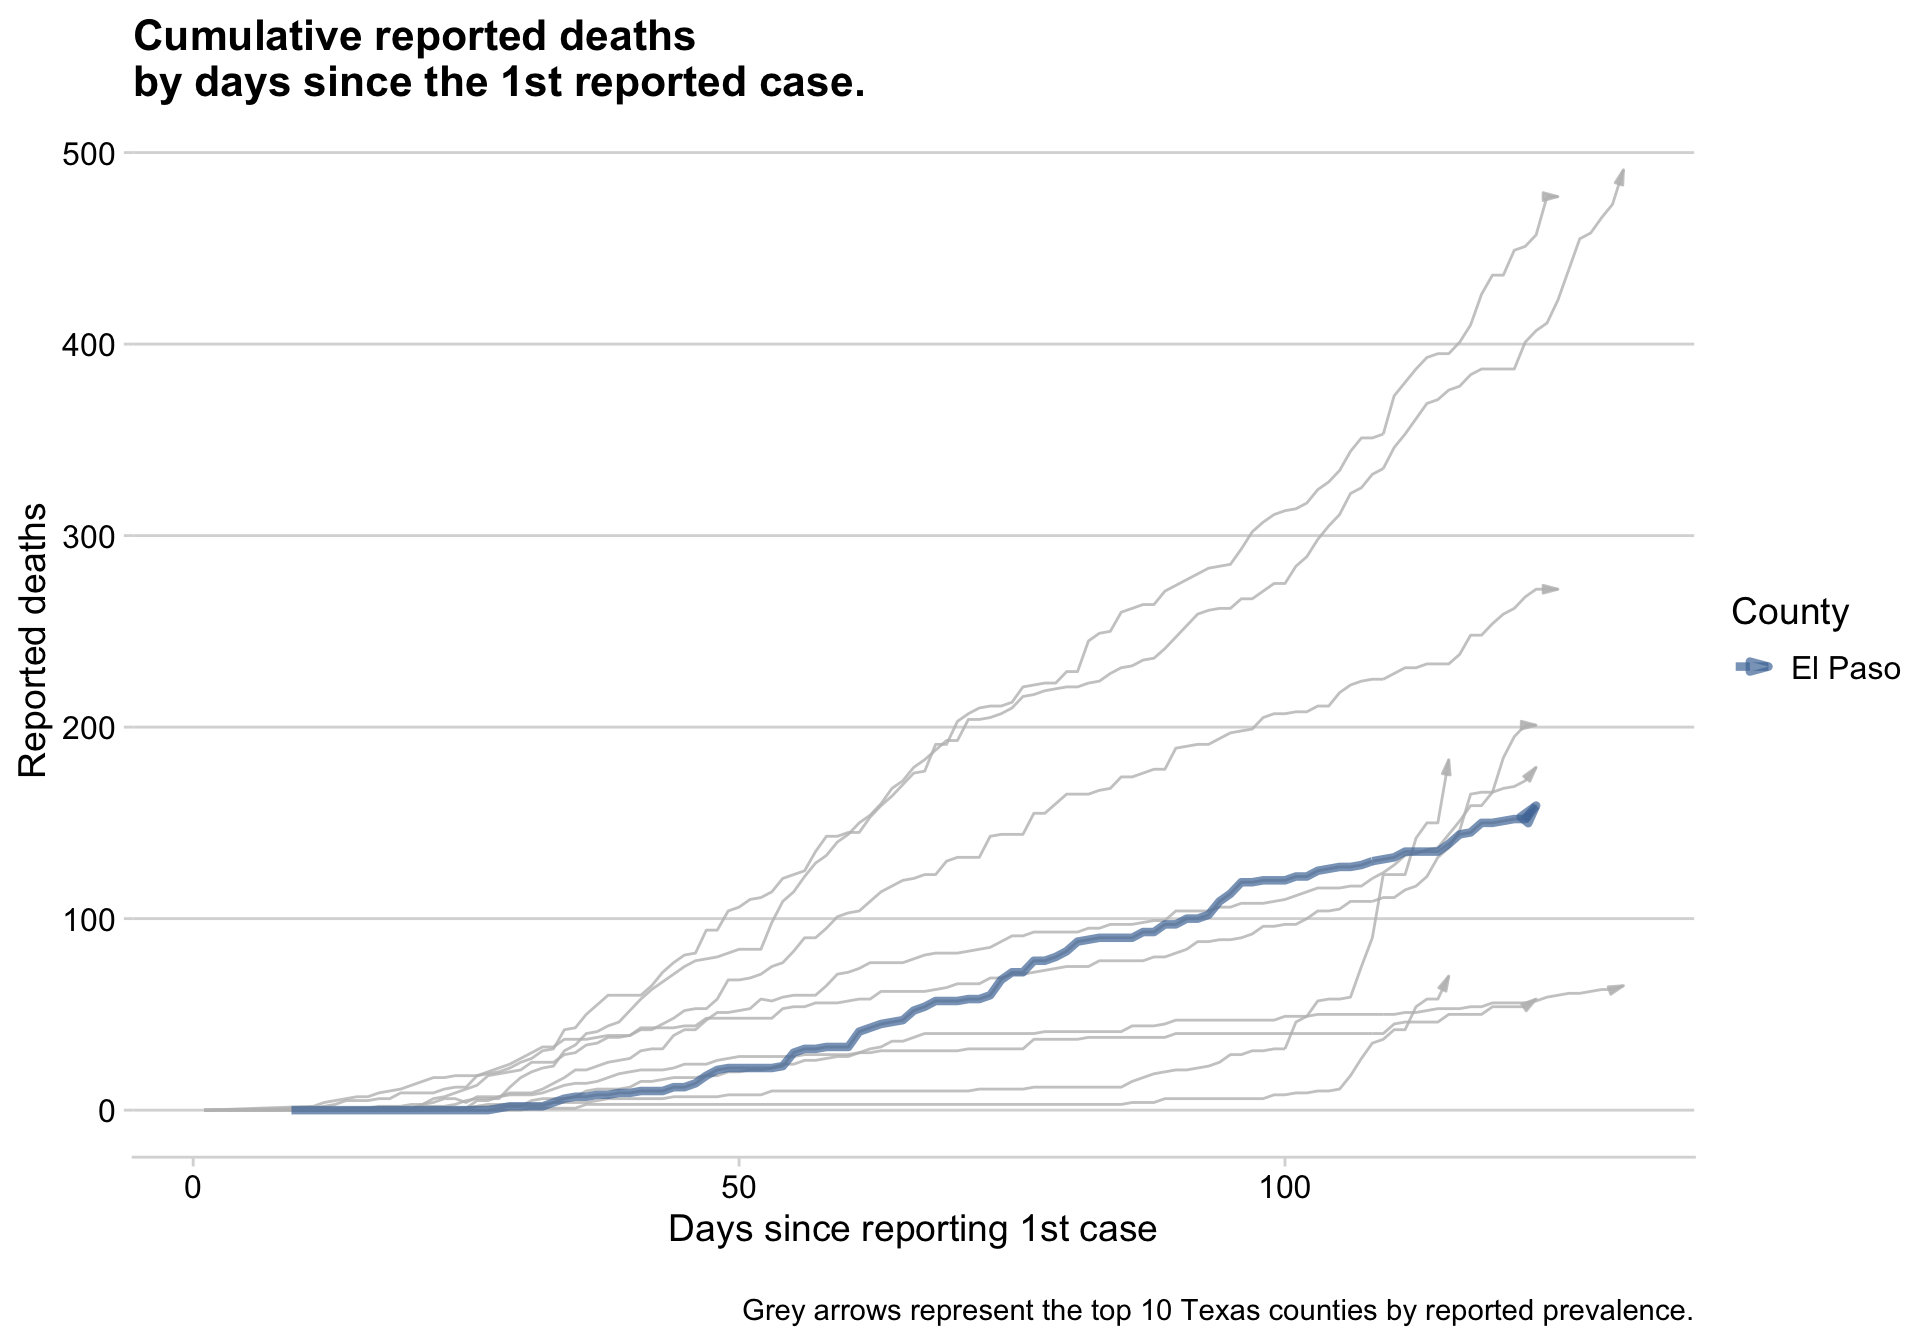 Cumulative reported deaths
by days since the 1st reported case.
500
400
300
200
100
0
Reported deaths
0 50 100
Days since reporting 1st case
County
El Paso
Grey arrows represent the top 10 Texas counties by reported prevalence.